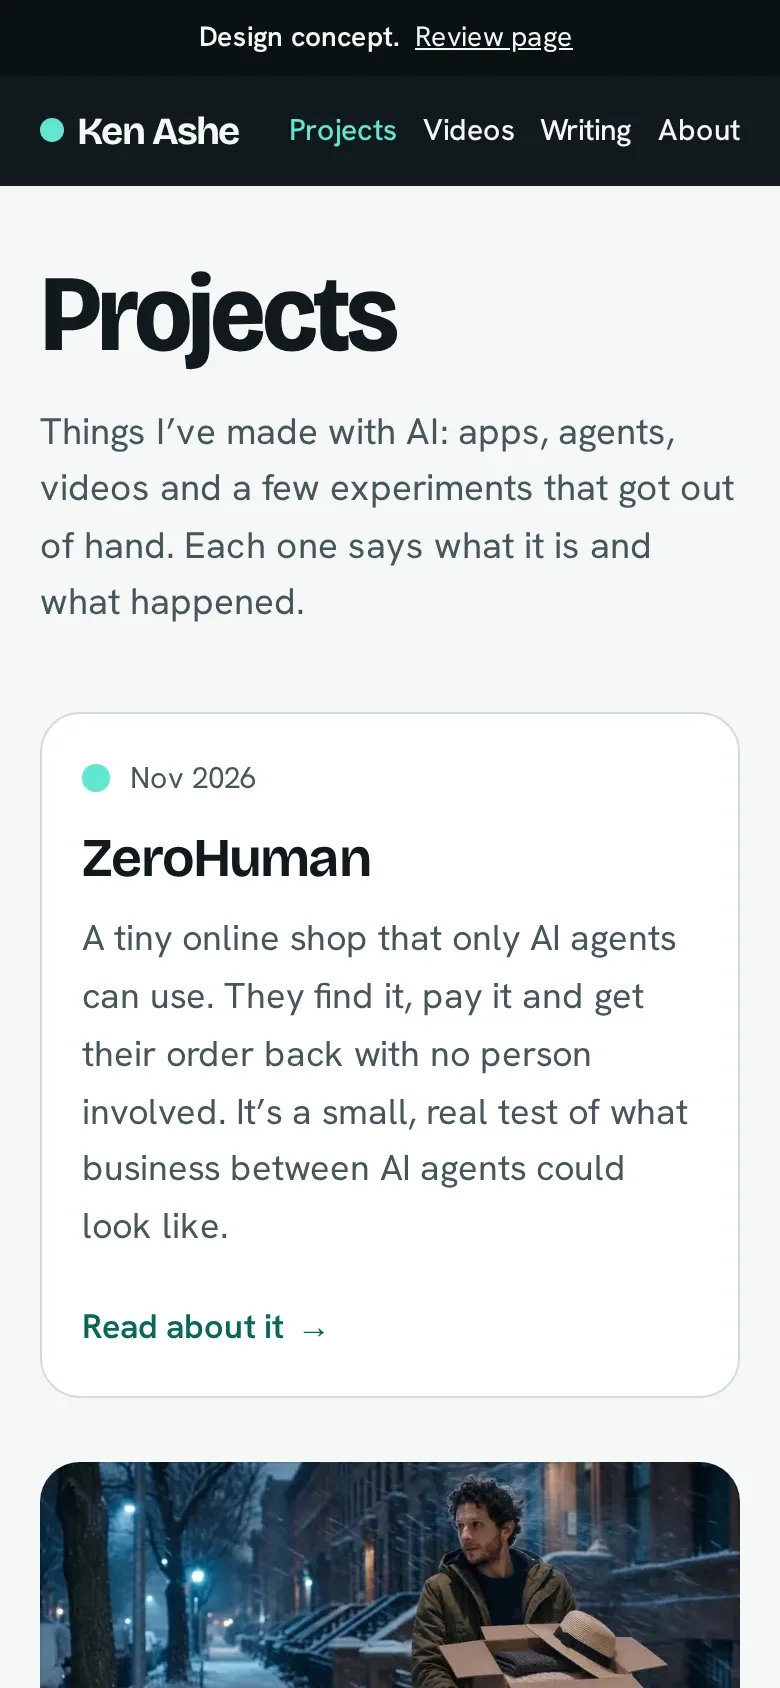 Design concept. Review page
Ken Ashe Projects Videos Writing About
Projects
Things I’ve made with AI: apps, agents,
videos and a few experiments that got out
of hand. Each one says what it is and
what happened.
Nov 2026
ZeroHuman
A tiny online shop that only AI agents
can use. They find it, pay it and get
their order back with no person
involved. It’s a small, real test of what
business between AI agents could
look like.
Read about it →